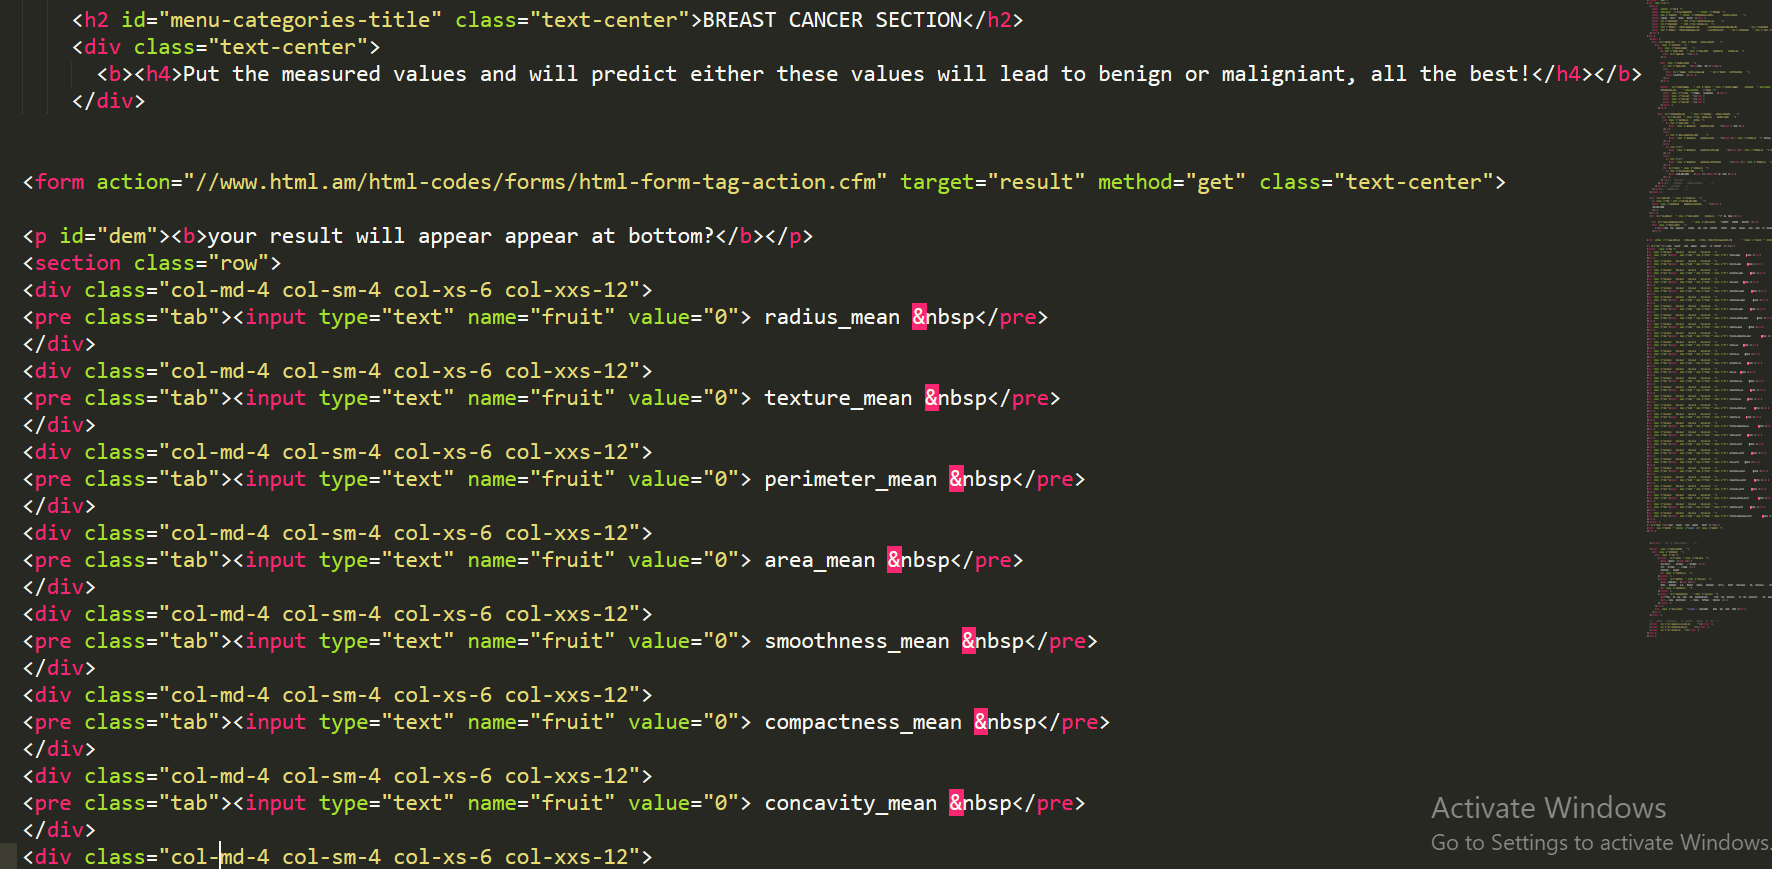 <h2 id="menu-categories-title" class="text-center">BREAST CANCER SECTION</h2>
<div class="text-center">
<b><h4>Put the measured values and will predict either these values will lead to benign or maligniant, all the best!</h4></b>
</div>
<form action="//www.html.am/html-codes/forms/html-form-tag-action.cfm" target="result" method="get" class="text-center">
<p id="dem"><b>your result will appear appear at bottom?</b></p>
<section class="row">
<div class="col-md-4 col-sm-4 col-xs-6 col-xxs-12">
<pre class="tab"><input type="text" name="fruit" value="0"> radius_mean &nbsp</pre>
</div>
<div class="col-md-4 col-sm-4 col-xs-6 col-xxs-12">
<pre class="tab"><input type="text" name="fruit" value="0"> texture_mean &nbsp</pre>
</div>
<div class="col-md-4 col-sm-4 col-xs-6 col-xxs-12">
<pre class="tab"><input type="text" name="fruit" value="0"> perimeter_mean &nbsp</pre>
</div>
<div class="col-md-4 col-sm-4 col-xs-6 col-xxs-12">
<pre class="tab"><input type="text" name="fruit" value="0"> area_mean &nbsp</pre>
</div>
<div class="col-md-4 col-sm-4 col-xs-6 col-xxs-12">
<pre class="tab"><input type="text" name="fruit" value="0"> smoothness_mean &nbsp</pre>
</div>
<div class="col-md-4 col-sm-4 col-xs-6 col-xxs-12">
<pre class="tab"><input type="text" name="fruit" value="0"> compactness_mean &nbsp</pre>
</div>
<div class="col-md-4 col-sm-4 col-xs-6 col-xxs-12">
<pre class="tab"><input type="text" name="fruit" value="0"> concavity_mean &nbsp</pre>
</div>
<div class="col-md-4 col-sm-4 col-xs-6 col-xxs-12">
Activate Windows
Go to Settings to activate Windows.